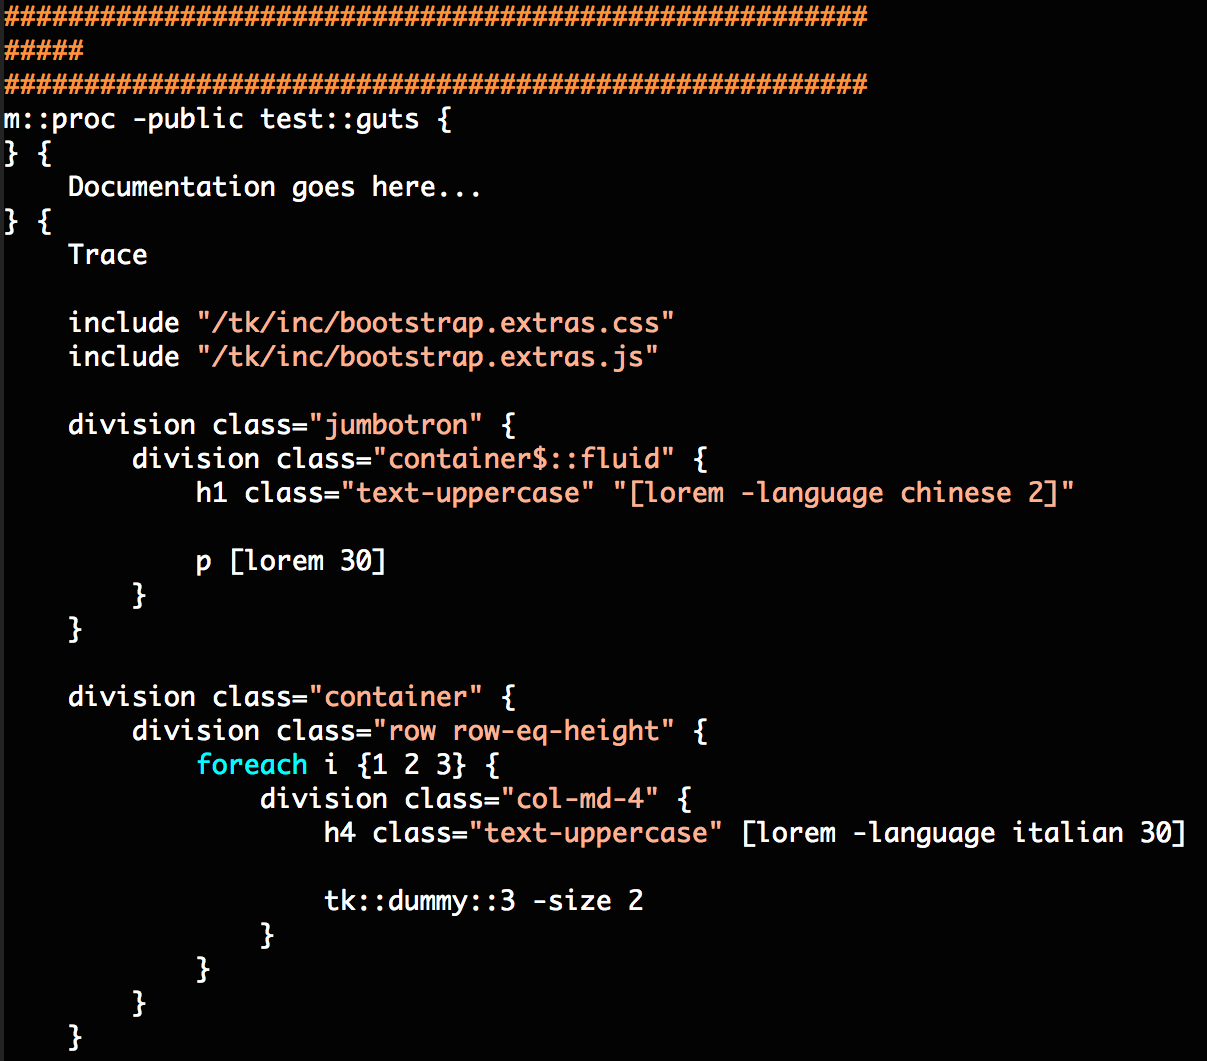 ######################################################
#####
######################################################
m::proc -public test::guts {
} {
    Documentation goes here...
} {
    Trace

    include "/tk/inc/bootstrap.extras.css"
    include "/tk/inc/bootstrap.extras.js"

    division class="jumbotron" {
        division class="container$::fluid" {
            h1 class="text-uppercase" "[lorem -language chinese 2]"

            p [lorem 30]
        }
    }

    division class="container" {
        division class="row row-eq-height" {
            foreach i {1 2 3} {
                division class="col-md-4" {
                    h4 class="text-uppercase" [lorem -language italian 30]

                    tk::dummy::3 -size 2
                }
            }
        }
    }